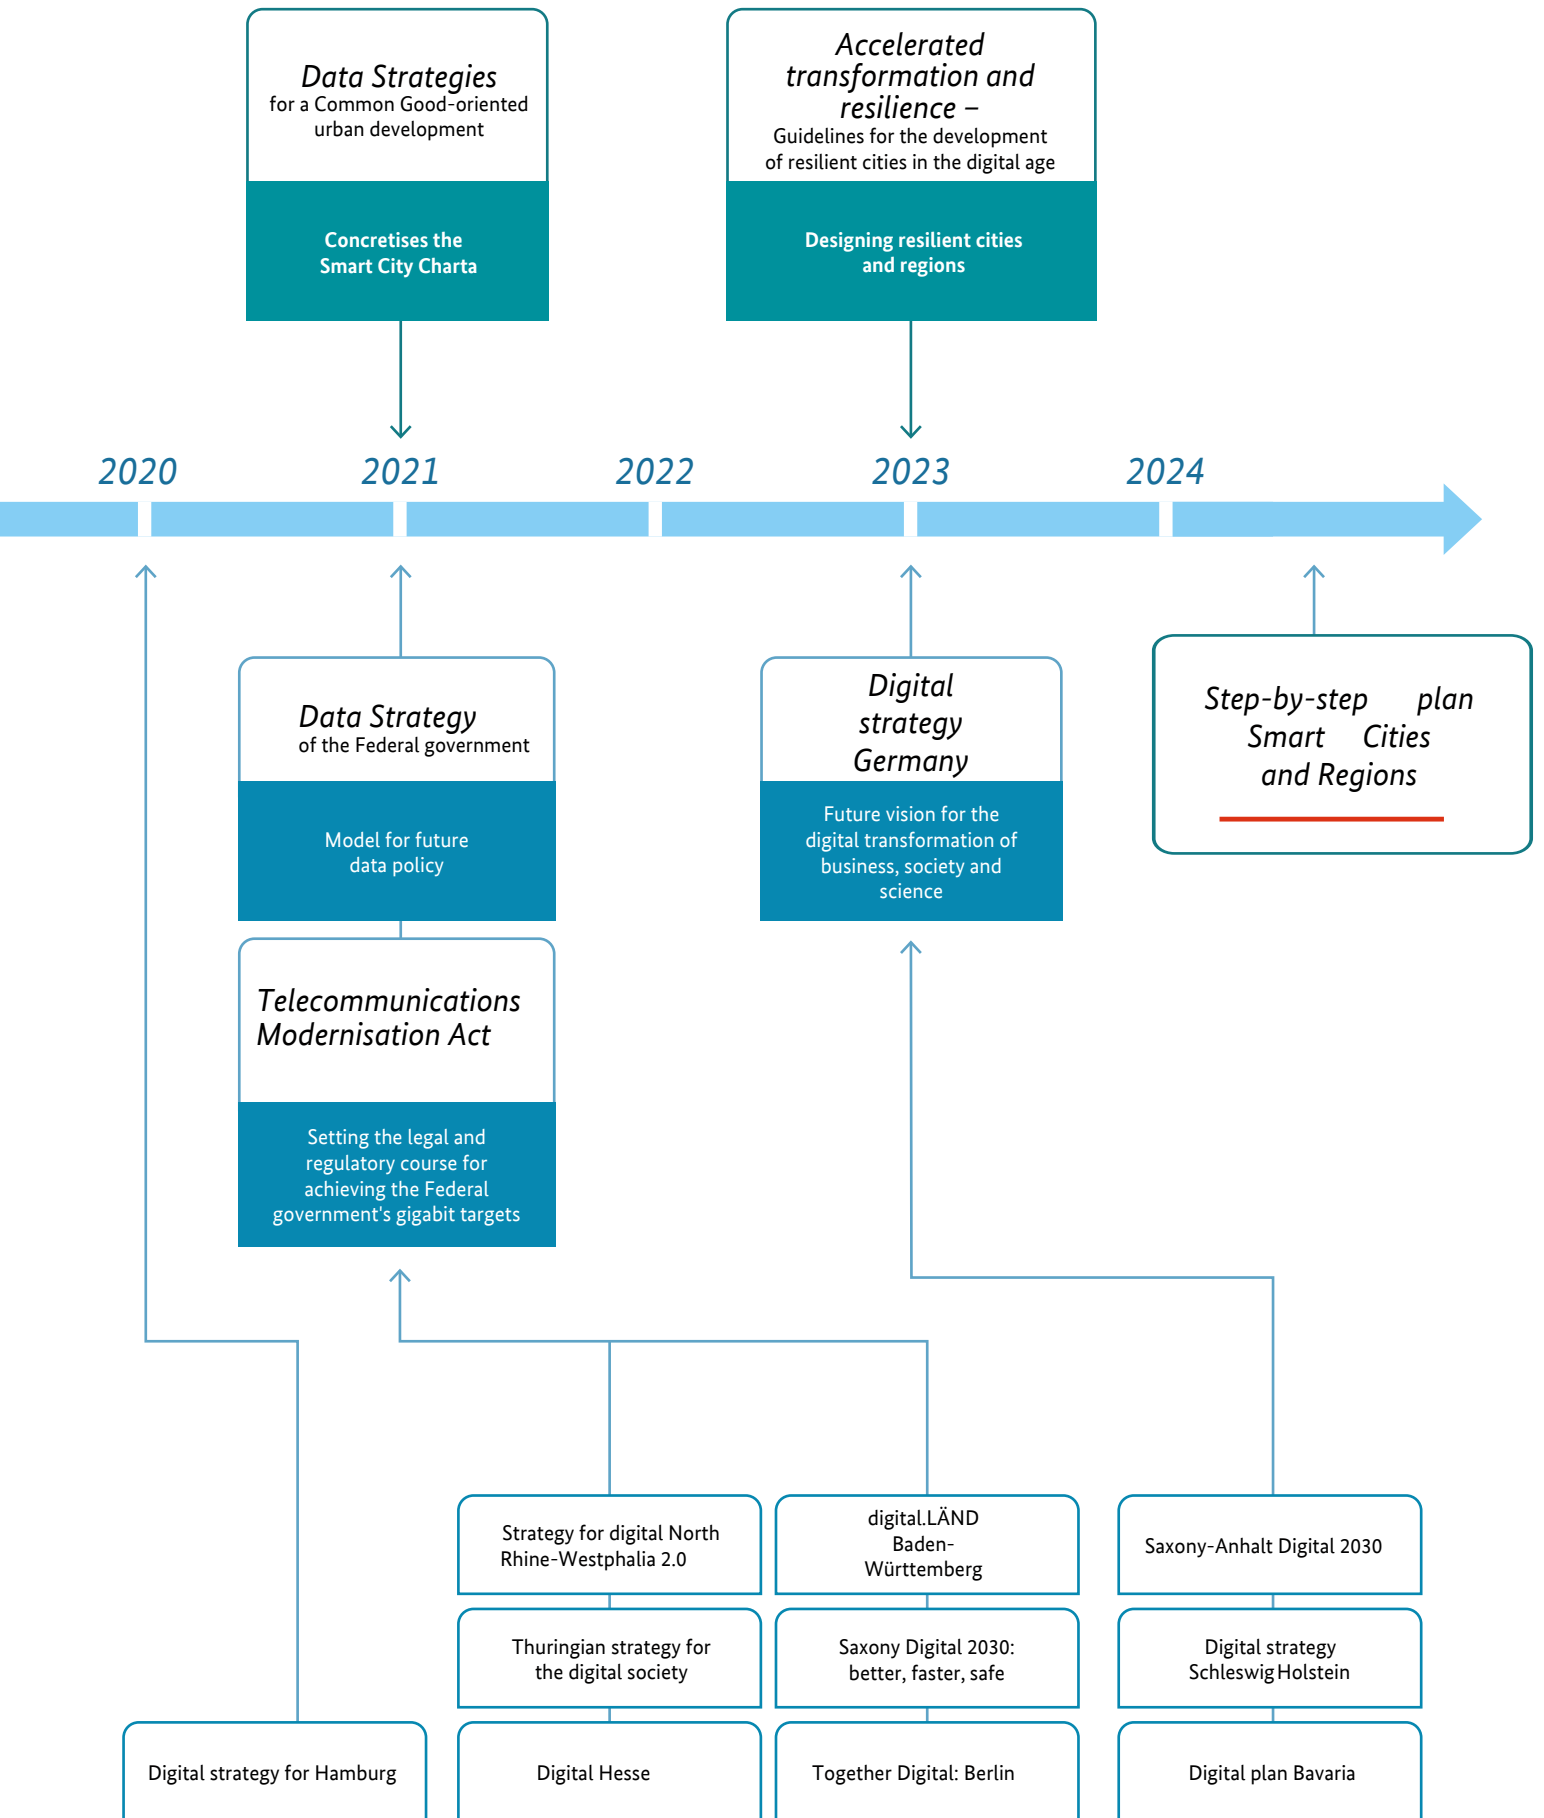 Data Strategies
for a Common Good-oriented
urban development
Concretises the
Smart City Charta
Accelerated
transformation and
resilience –
Guidelines for the development
of resilient cities in the digital age
Designing resilient cities
and regions
2020
2021
2022
2023
2024
Data Strategy
of the Federal government
Model for future
data policy
Telecommunications
Modernisation Act
Setting the legal and
regulatory course for
achieving the Federal
government's gigabit targets
Digital
strategy
Germany
Future vision for the
digital transformation of
business, society and
science
Step-by-step plan
Smart Cities
and Regions
Strategy for digital North
Rhine-Westphalia 2.0
digital.LÄND
Baden-
Württemberg
Saxony-Anhalt Digital 2030
Thuringian strategy for
the digital society
Saxony Digital 2030:
better, faster, safe
Digital strategy
Schleswig Holstein
Digital strategy for Hamburg
Digital Hesse
Together Digital: Berlin
Digital plan Bavaria